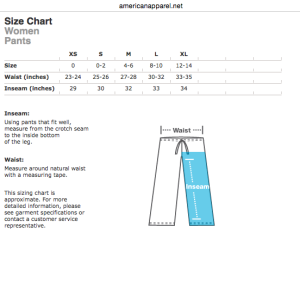 americanapparel.net
Size Chart
Women
Pants
XS S M L XL
Size 0 0-2 4-6 8-10 12-14
Waist (inches) 23-24 25-26 27-28 30-32 33-35
Inseam (inches) 29 30 32 33 34
Inseam:
Using pants that fit well,
measure from the crotch seam
to the inside bottom
of the leg.
Waist:
Measure around natural waist
with a measuring tape.
This sizing chart is
approximate. For more
detailed information, please
see garment specifications or
contact a customer service
representative.
Waist
Inseam